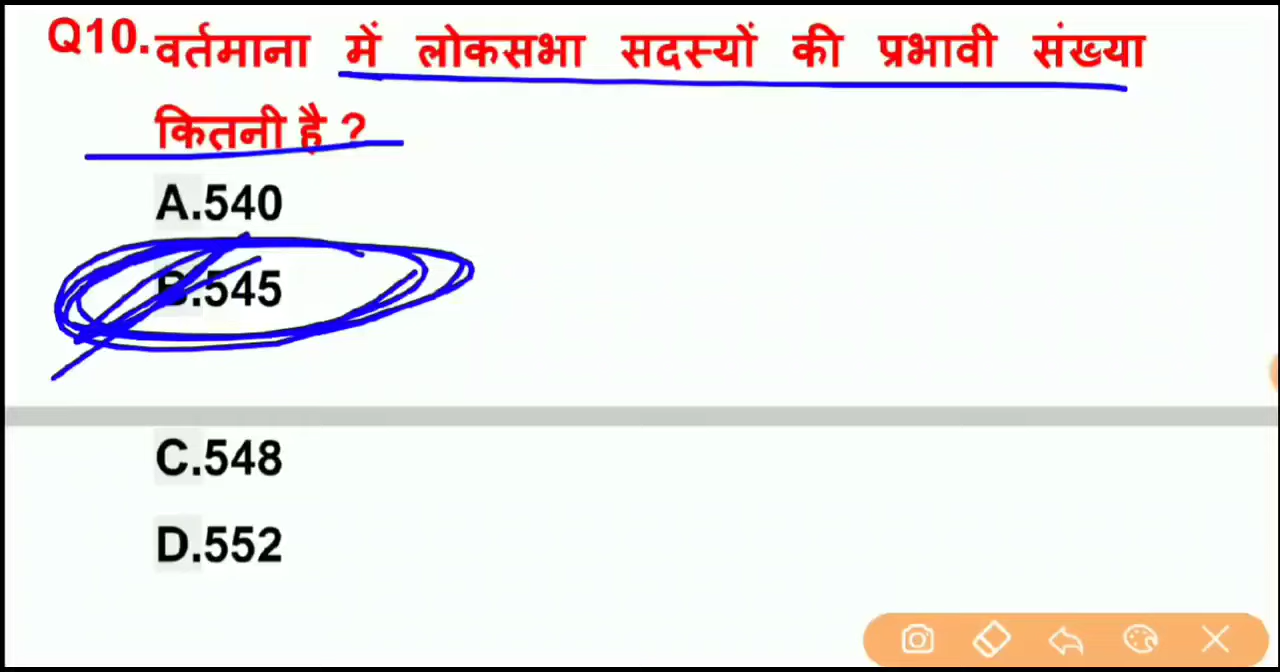 Q10. वर्तमाना में लोकसभा सदस्यों की प्रभावी संख्या
कितनी है ?
A.540
B.545
C.548
D.552